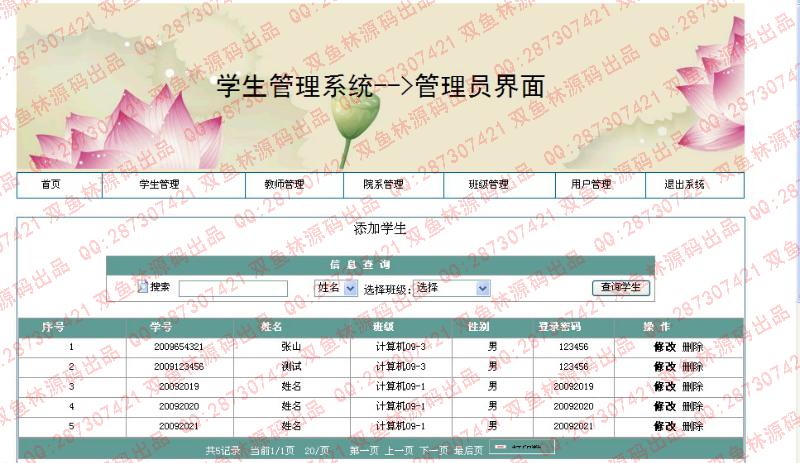 学生管理系统-->管理员界面
首页 学生管理 教师管理 院系管理 班级管理 用户管理 退出系统
添加学生
信息查询
搜索 姓名 选择班级: 选择 查询学生
序号 学号 姓名 班级 性别 登录密码 操作
1 2009654321 张山 计算机09-3 男 123456 修改 删除
2 2009123456 测试 计算机09-3 男 123456 修改 删除
3 20092019 姓名 计算机09-1 男 20092019 修改 删除
4 20092020 姓名 计算机09-1 男 20092020 修改 删除
5 20092021 姓名 计算机09-1 男 20092021 修改 删除
共5记录 当前1/1页 20/页 第一页 上一页 下一页 最后页
双鱼林源码出品 QQ:287307421